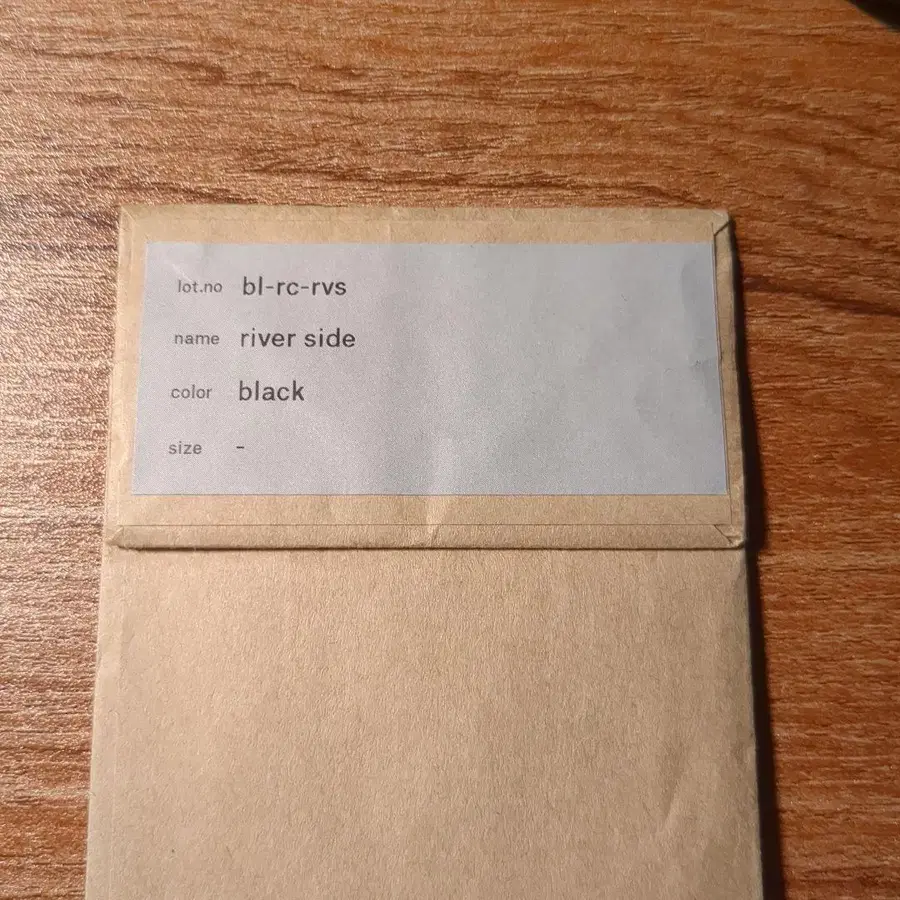 lot.no bl-rc-rvs
name river side
color black
size -